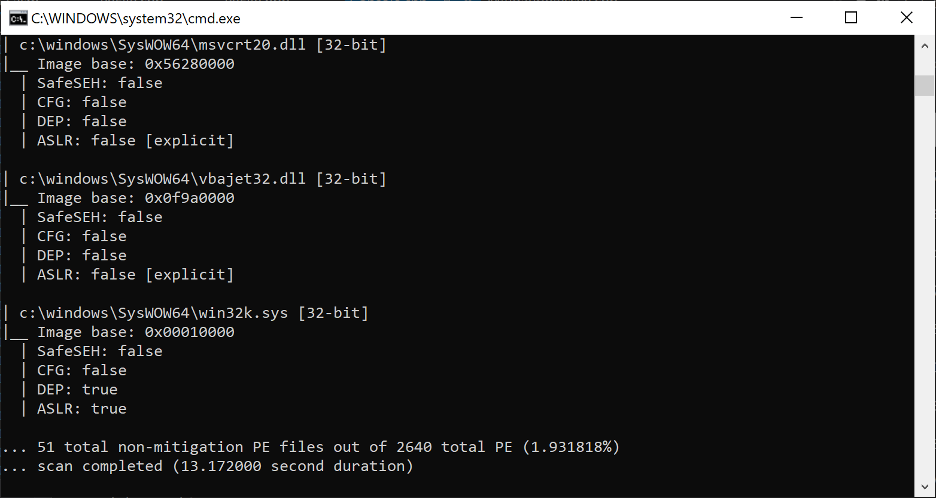 C:\WINDOWS\system32\cmd.exe
| c:\windows\SysWOW64\msvcrt20.dll [32-bit]
|__ Image base: 0x56280000
  | SafeSEH: false
  | CFG: false
  | DEP: false
  | ASLR: false [explicit]

| c:\windows\SysWOW64\vbajet32.dll [32-bit]
|__ Image base: 0x0f9a0000
  | SafeSEH: false
  | CFG: false
  | DEP: false
  | ASLR: false [explicit]

| c:\windows\SysWOW64\win32k.sys [32-bit]
|__ Image base: 0x00010000
  | SafeSEH: false
  | CFG: false
  | DEP: true
  | ASLR: true

... 51 total non-mitigation PE files out of 2640 total PE (1.931818%)
... scan completed (13.172000 second duration)